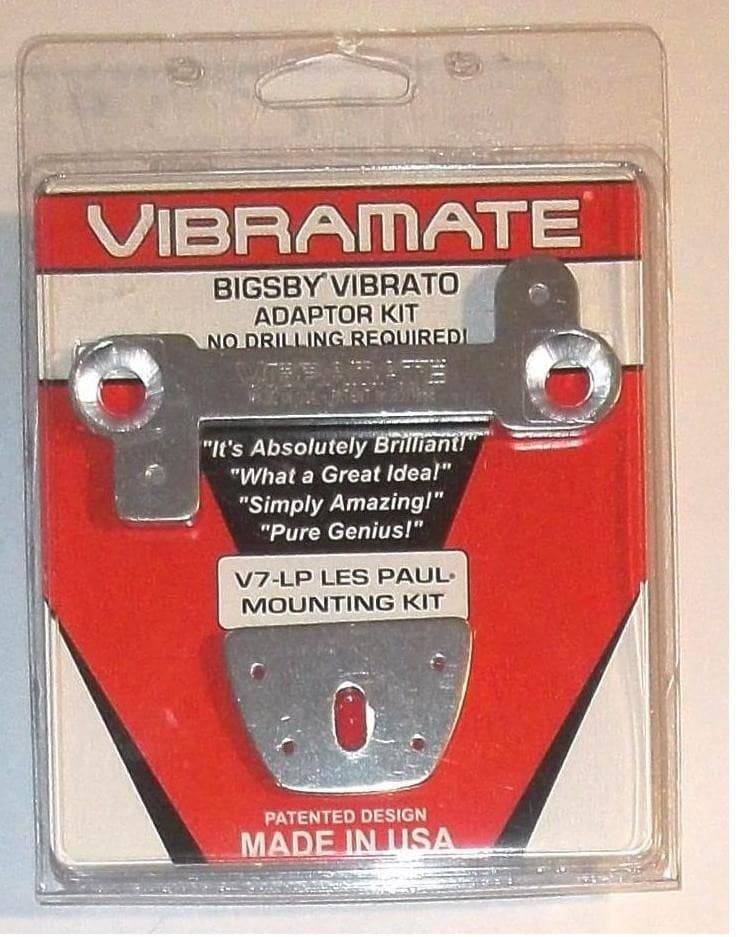 VIBRAMATE®
BIGSBY® VIBRATO
ADAPTOR KIT
NO DRILLING REQUIRED!
VIBRAMATE
"It's Absolutely Brilliant!"
"What a Great Idea!"
"Simply Amazing!"
"Pure Genius!"
V7-LP LES PAUL®
MOUNTING KIT
PATENTED DESIGN
MADE IN USA